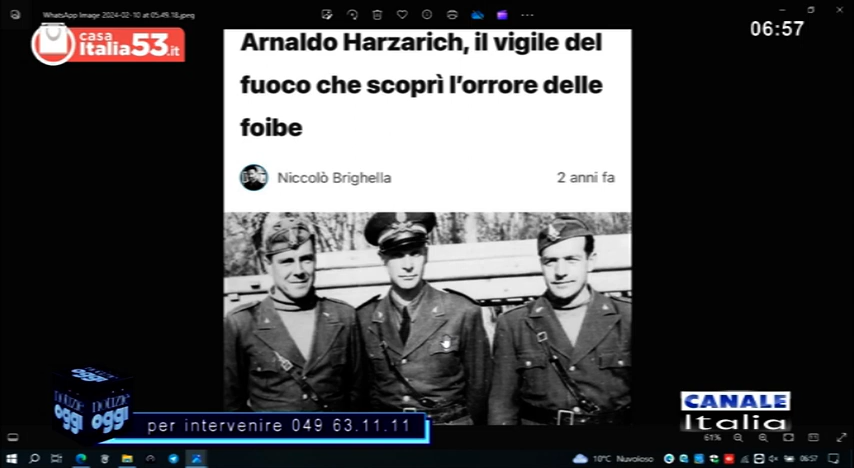 WhatsApp Image 2024-02-10 at 05.49.18.jpeg
casa
Italia53.it
06:57
Arnaldo Harzarich, il vigile del
fuoco che scoprì l'orrore delle
foibe
Niccolò Brighella
2 anni fa
notizie
oggi
notizie
oggi
per intervenire 049 63.11.11
CANALE
Italia
61%
10°C Nuvoloso
06:57